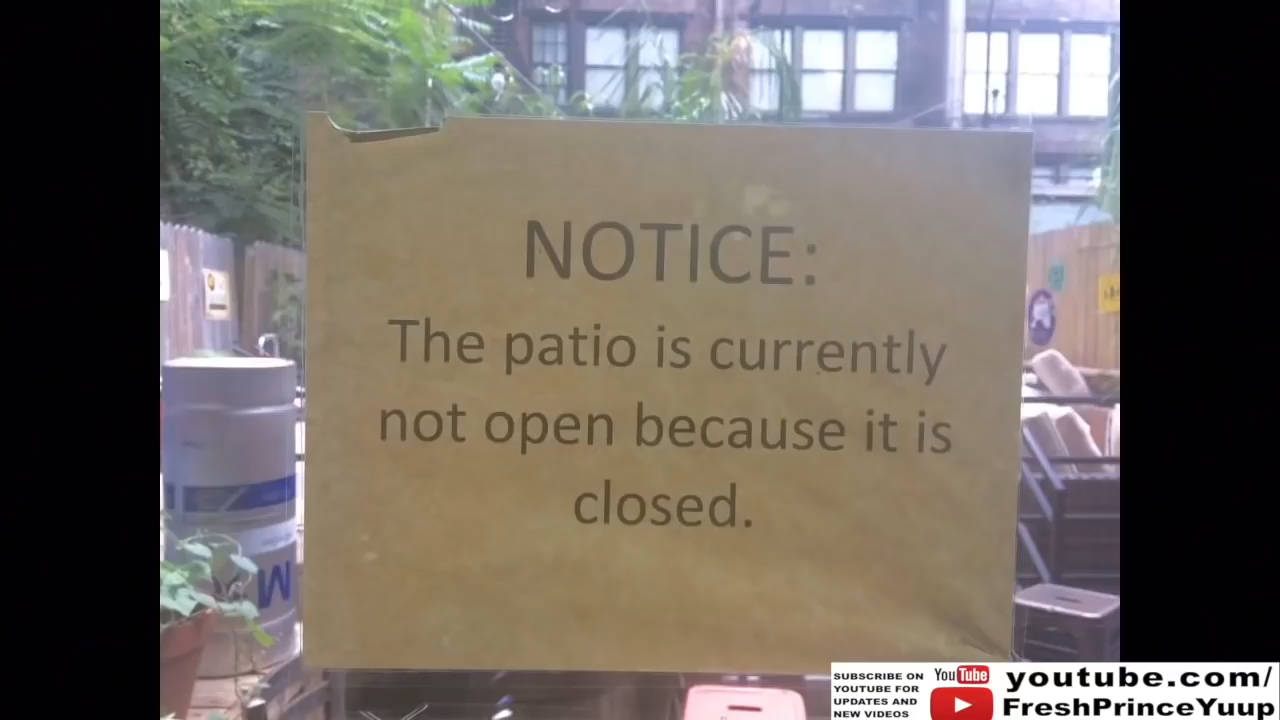 NOTICE:
The patio is currently
not open because it is
closed.
M
SUBSCRIBE ON
YOUTUBE FOR
UPDATES AND
NEW VIDEOS
YouTube
youtube.com/
FreshPrinceYuup